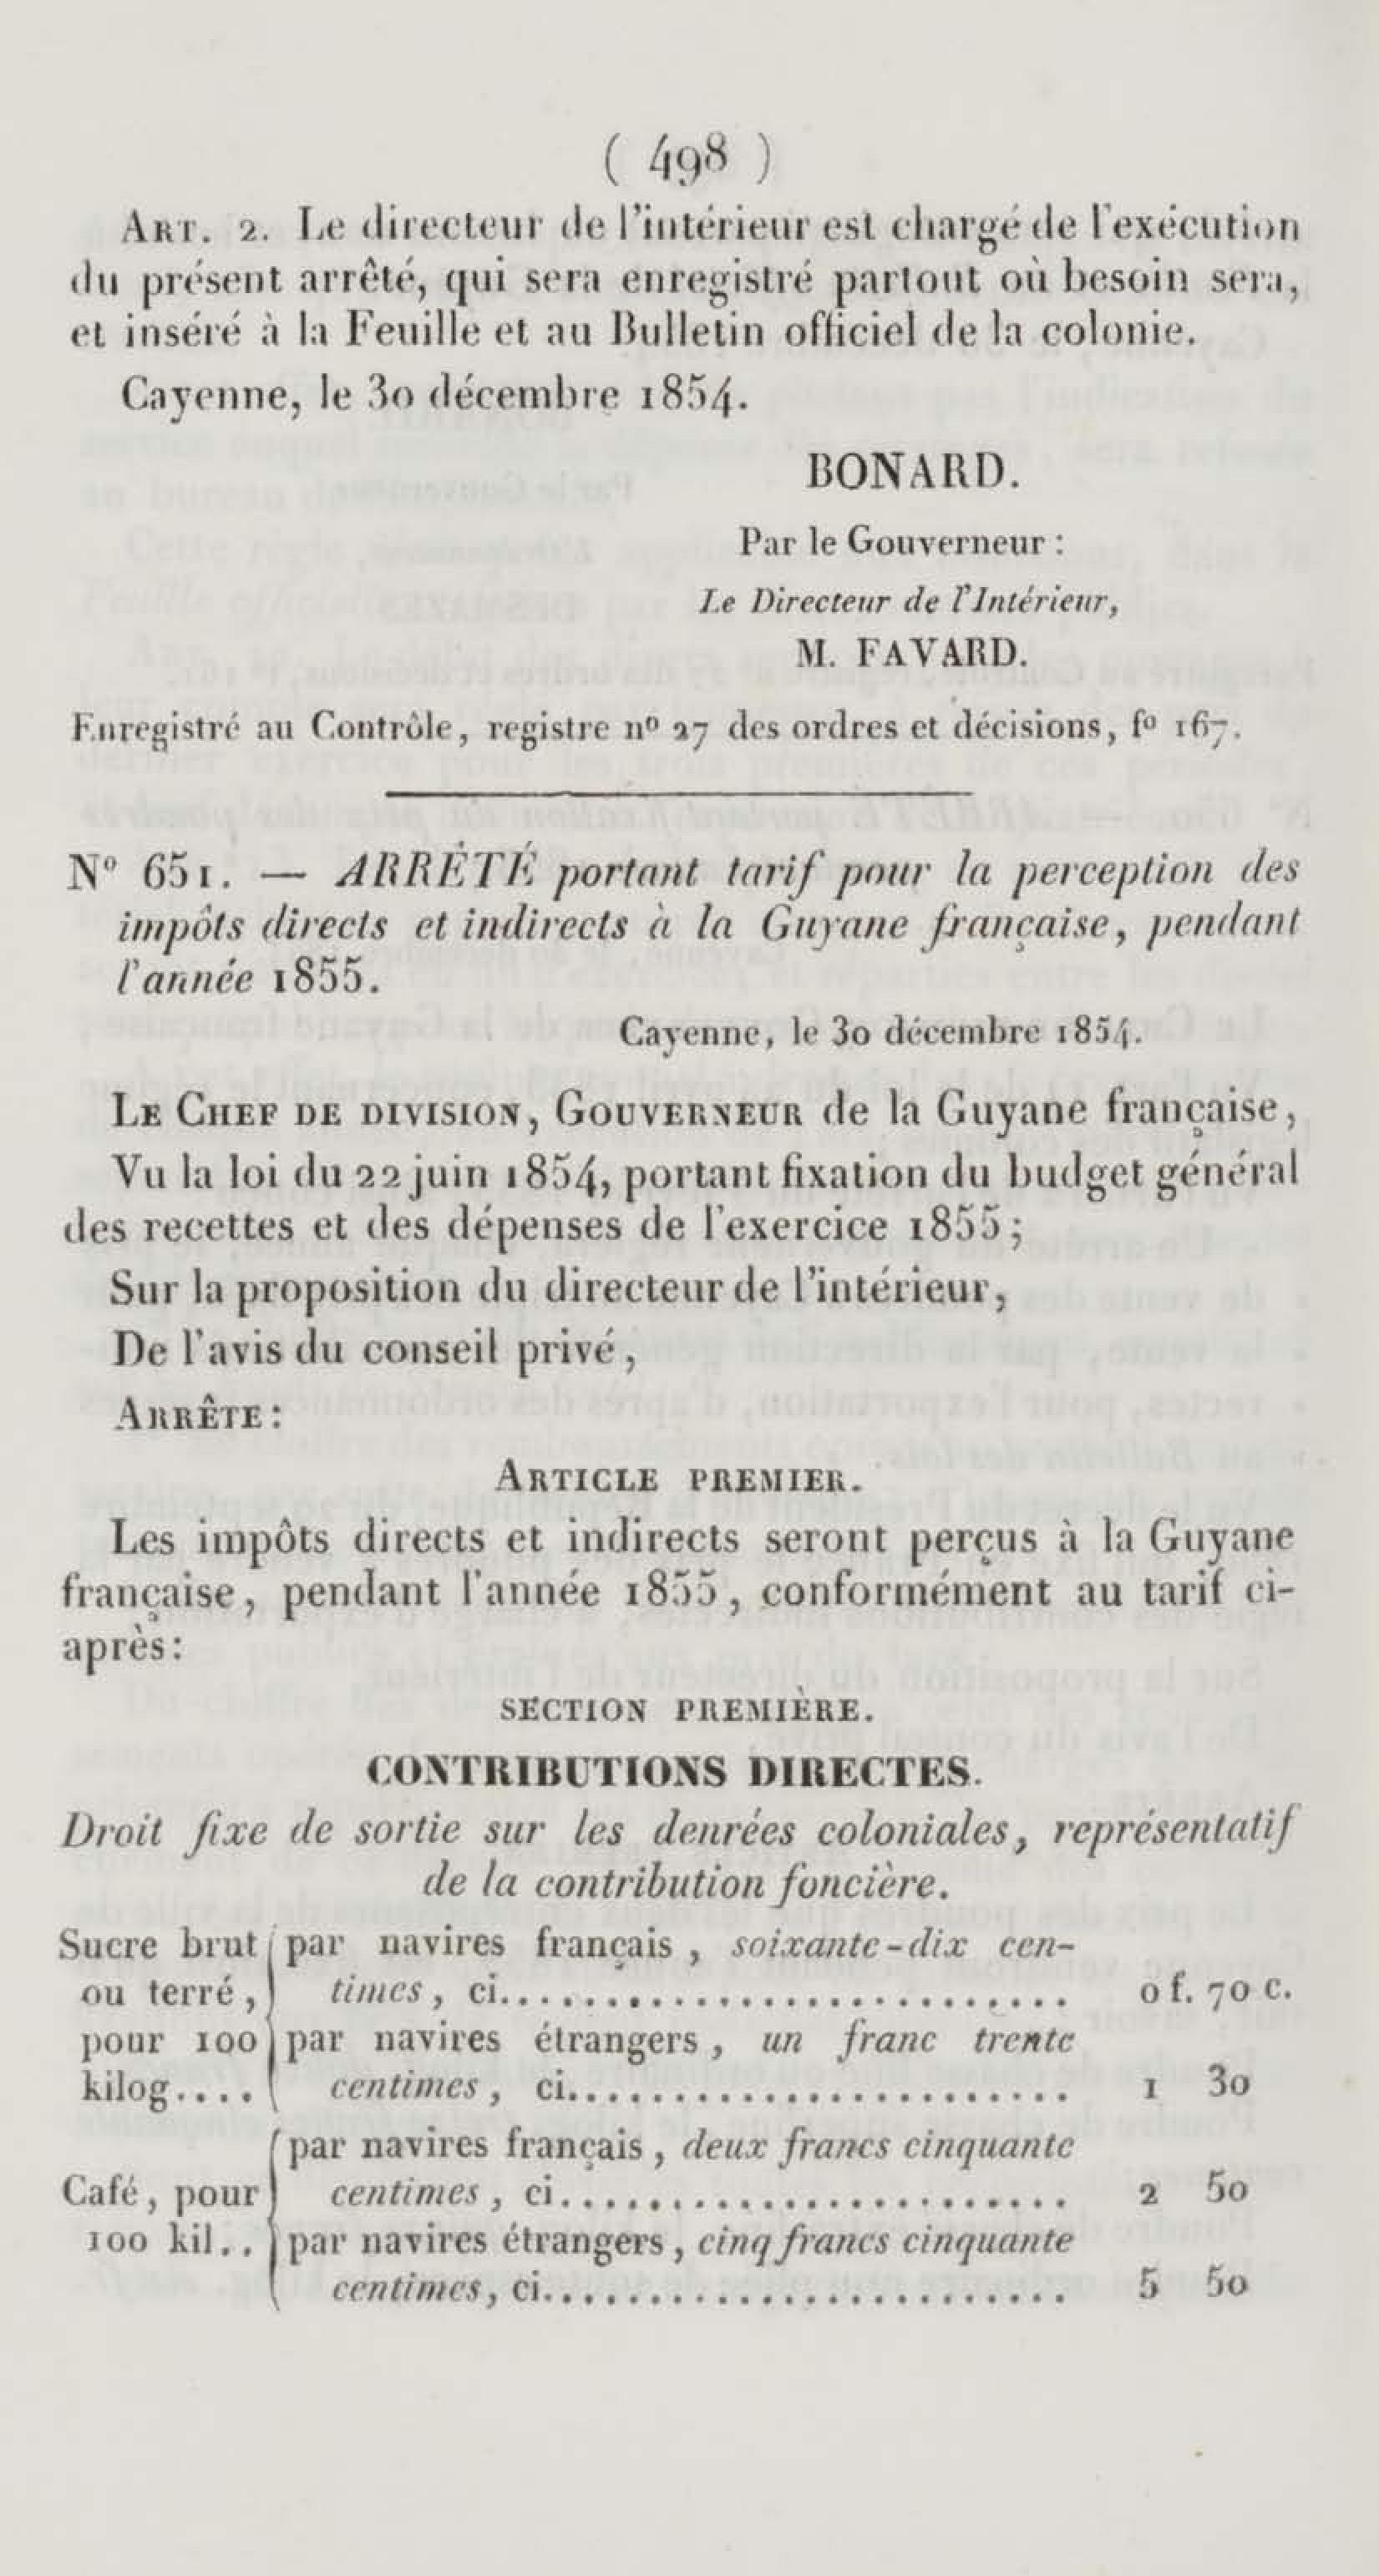 ( 498 )
ART. 2. Le directeur de l'intérieur est chargé de l'exécution
du présent arrêté, qui sera enregistré partout où besoin sera,
et inséré à la Feuille et au Bulletin officiel de la colonie.
Cayenne, le 30 décembre 1854.
BONARD.
Par le Gouverneur :
Le Directeur de l'Intérieur,
M. FAVARD.
Enregistré au Contrôle, registre nº 27 des ordres et décisions, fº 167.
Nº 651. — ARRÊTÉ portant tarif pour la perception des
impôts directs et indirects à la Guyane française, pendant
l'année 1855.
Cayenne, le 30 décembre 1854.
LE CHEF DE DIVISION, GOUVERNEUR de la Guyane française,
Vu la loi du 22 juin 1854, portant fixation du budget général
des recettes et des dépenses de l'exercice 1855;
Sur la proposition du directeur de l'intérieur,
De l'avis du conseil privé,
ARRÊTE:
ARTICLE PREMIER.
Les impôts directs et indirects seront perçus à la Guyane
française, pendant l'année 1855, conformément au tarif ci-
après:
SECTION PREMIÈRE.
CONTRIBUTIONS DIRECTES.
Droit fixe de sortie sur les denrées coloniales, représentatif
de la contribution foncière.
Sucre brut par navires français, soixante-dix cen-
ou terré, times, ci.......................... 0 f. 70 c.
pour 100 par navires étrangers, un franc trente
kilog.... centimes, ci....................... 1 30
par navires français, deux francs cinquante
Café, pour centimes, ci....................... 2 50
100 kil.. par navires étrangers, cinq francs cinquante
centimes, ci........................ 5 50